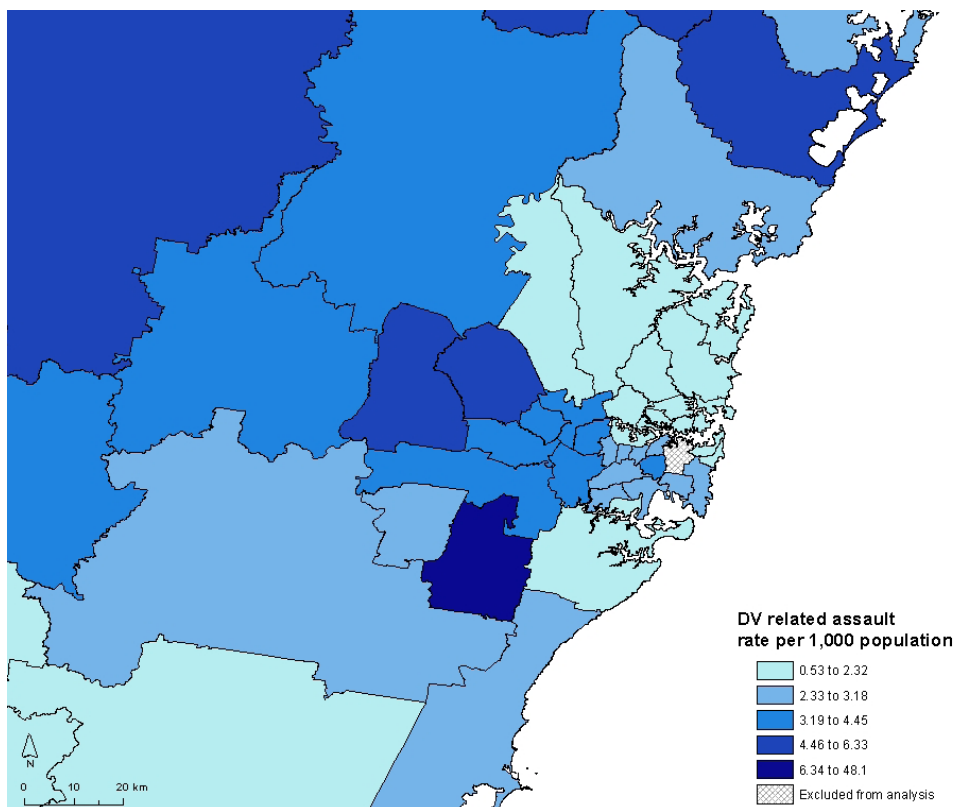 DV related assault
rate per 1,000 population
0.53 to 2.32
2.33 to 3.18
3.19 to 4.45
4.46 to 6.33
6.34 to 48.1
Excluded from analysis
N
0 10 20 km